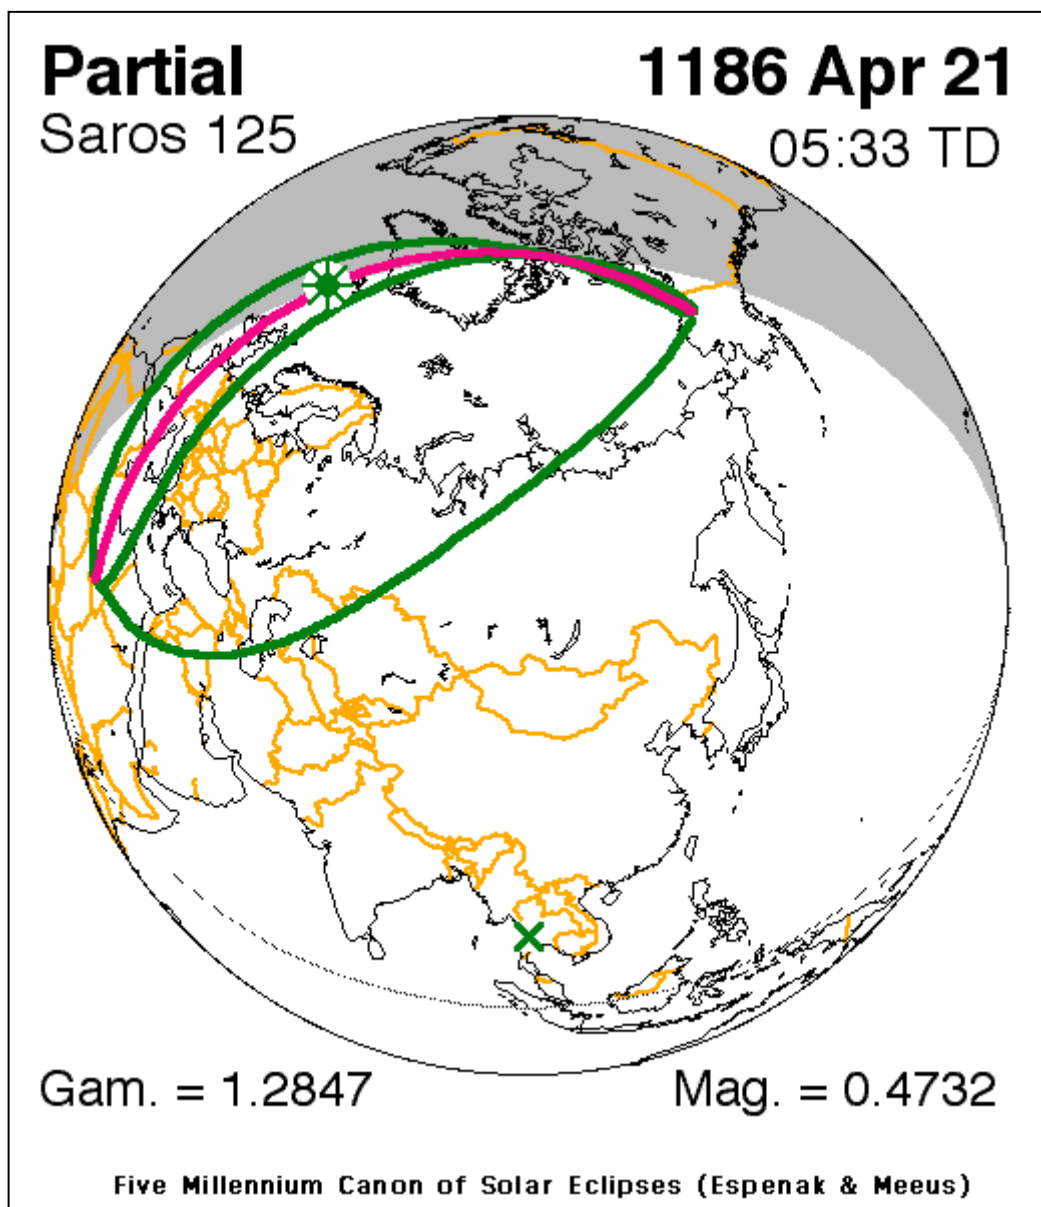 Partial
1186 Apr 21
Saros 125
05:33 TD
Gam. = 1.2847
Mag. = 0.4732
Five Millennium Canon of Solar Eclipses (Espenak & Meeus)